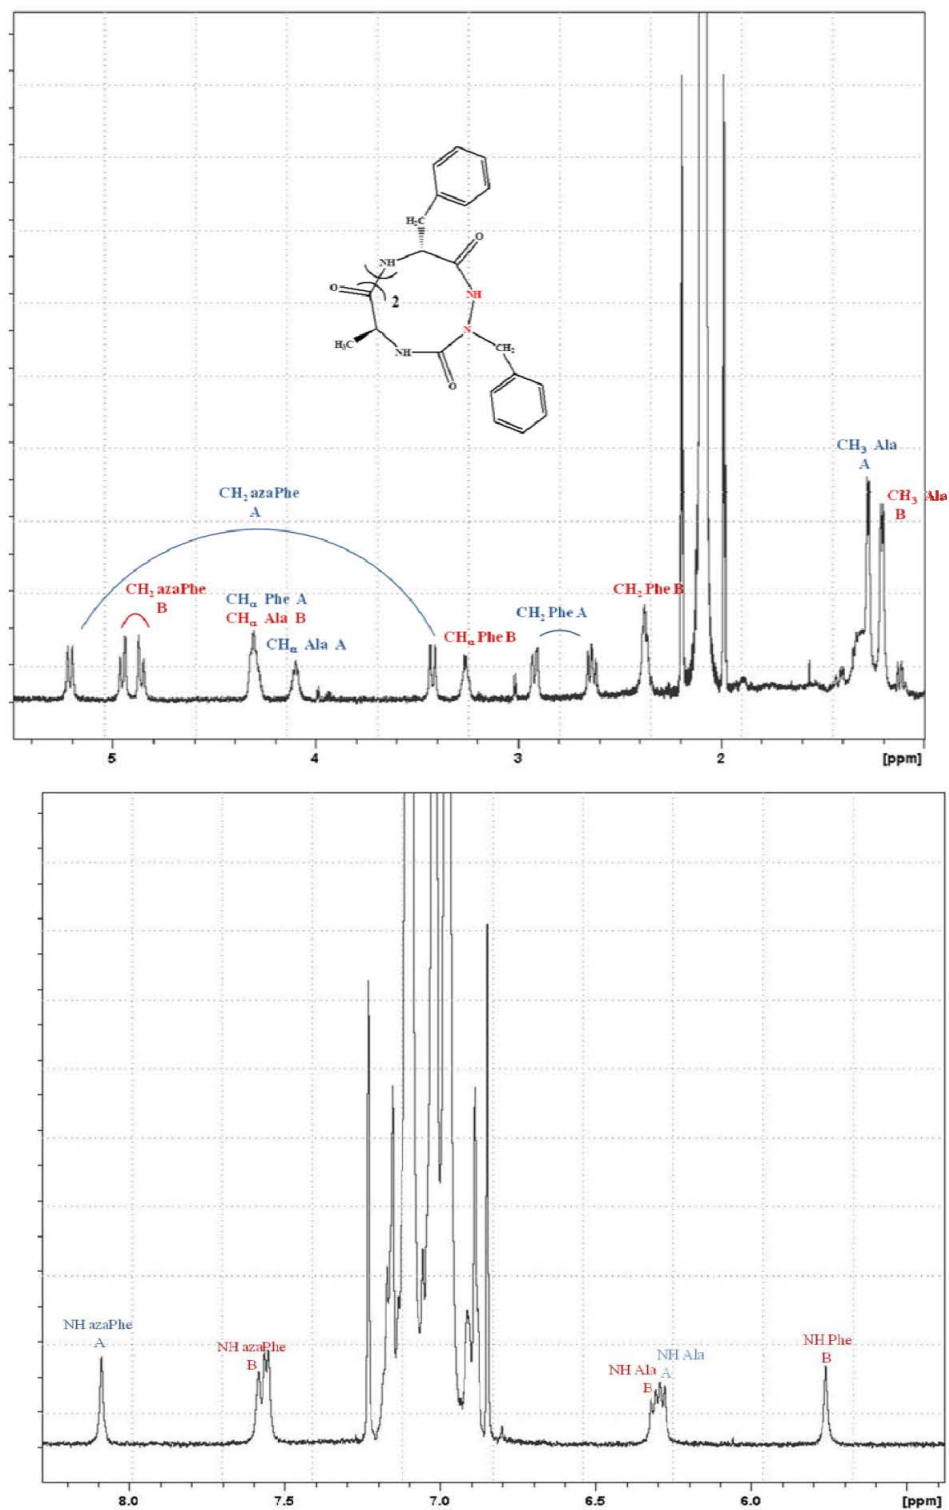 H₂C
O
NH
O
NH
2
N
H₃C
NH
CH₂
O
CH₃ Ala
A
CH₃ Ala
B
CH₂ azaPhe
A
CH₂ azaPhe
B
CHα Phe A
CHα Ala B
CHα Ala A
CHα Phe B
CH₂ Phe A
CH₂ Phe B
5 4 3 2 [ppm]
NH azaPhe
A
NH azaPhe
B
NH Ala
B
NH Ala
A
NH Phe
B
8.0 7.5 7.0 6.5 6.0 [ppm]